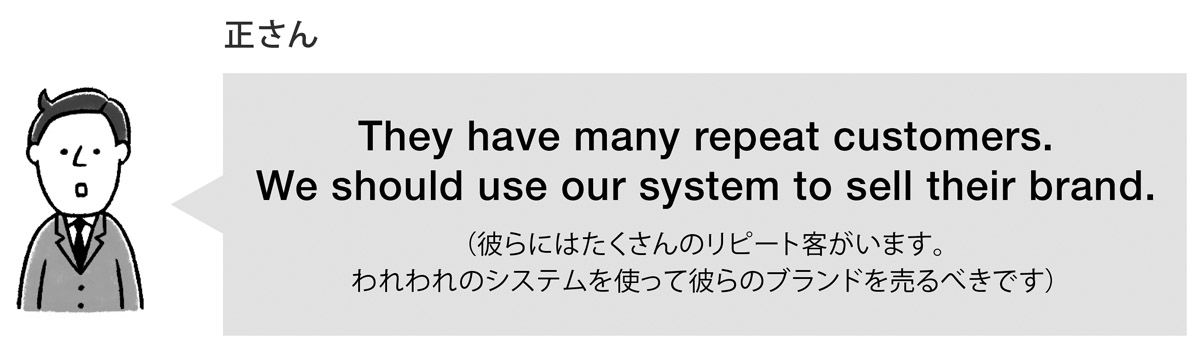 正さん
They have many repeat customers.
We should use our system to sell their brand.
（彼らにはたくさんのリピート客がいます。
われわれのシステムを使って彼らのブランドを売るべきです）